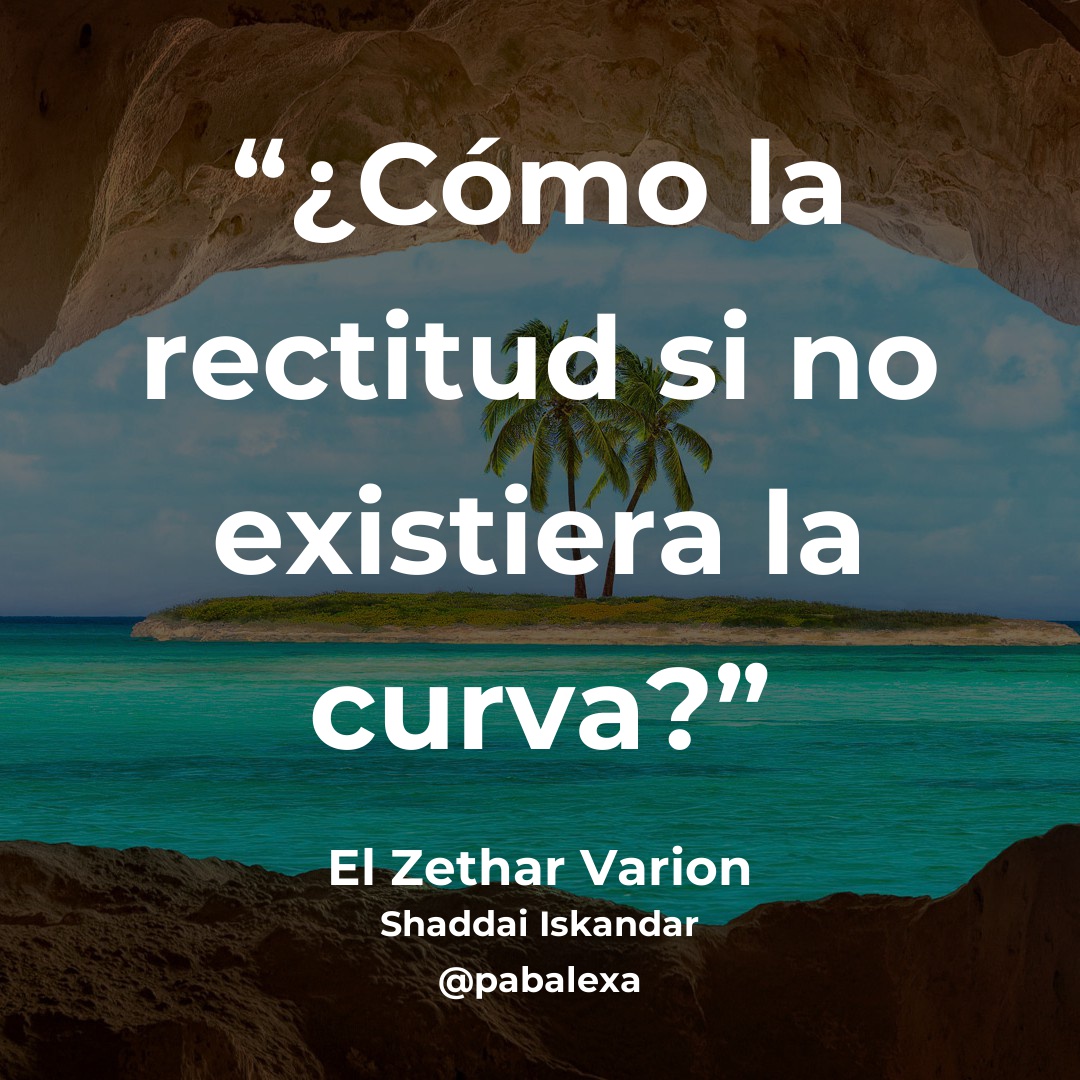 “¿Cómo la
rectitud si no
existiera la
curva?”
El Zethar Varion
Shaddai Iskandar
@pabalexa